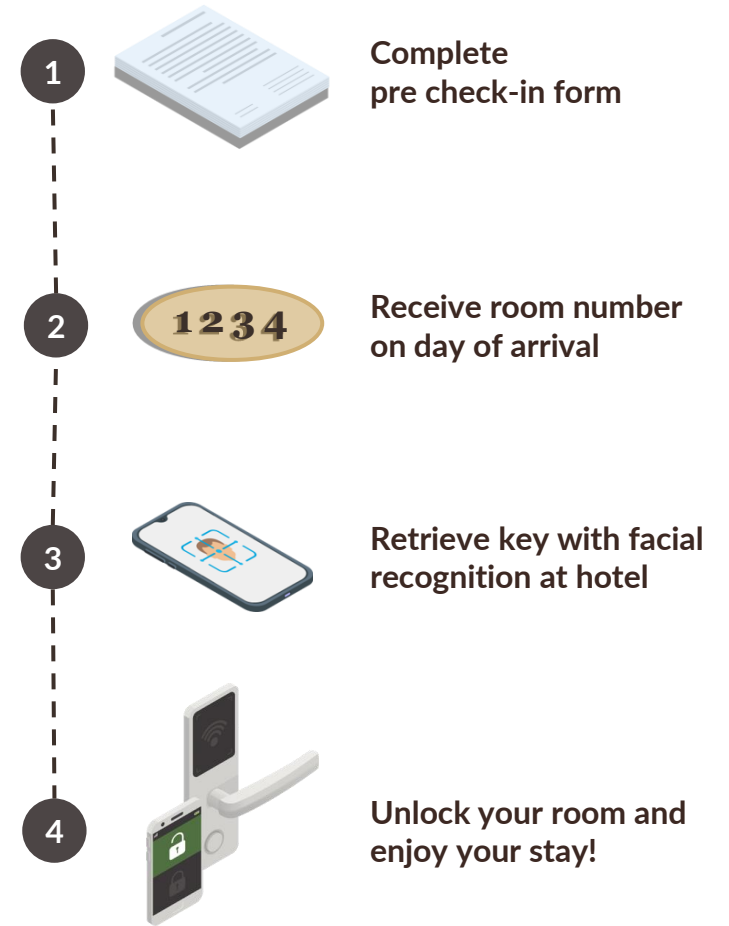 1
Complete
pre check-in form
2
1234
Receive room number
on day of arrival
3
Retrieve key with facial
recognition at hotel
4
Unlock your room and
enjoy your stay!